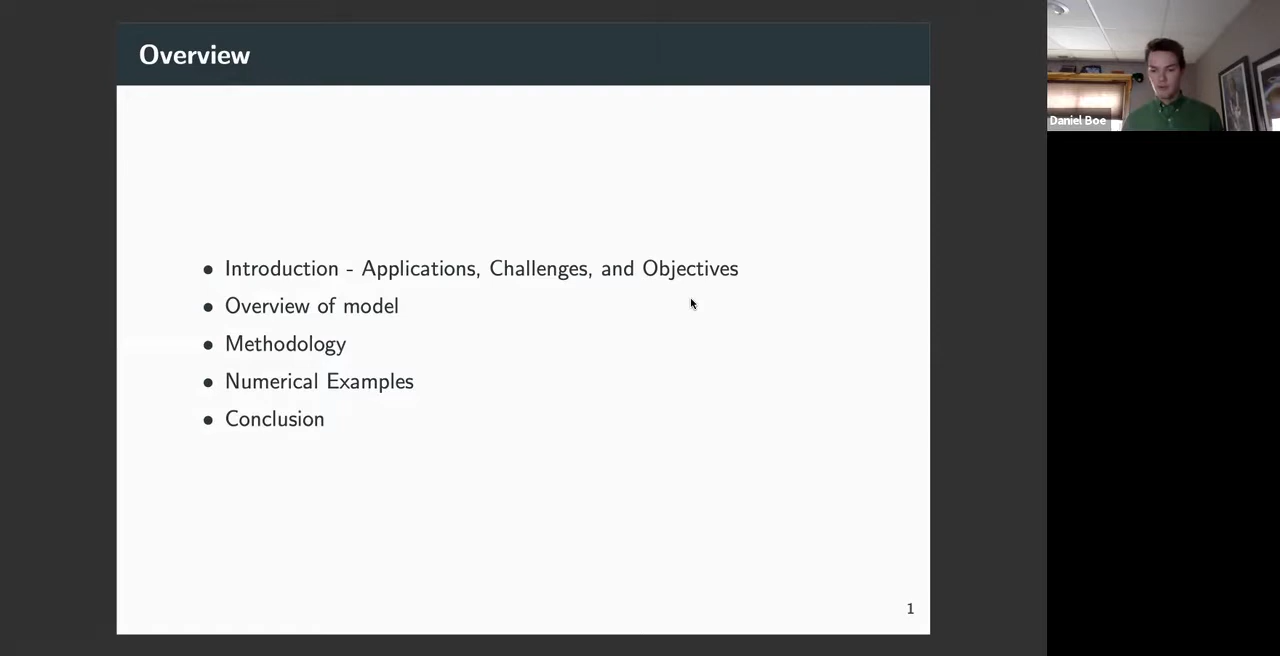 Overview
• Introduction - Applications, Challenges, and Objectives
• Overview of model
• Methodology
• Numerical Examples
• Conclusion
1
Daniel Boe